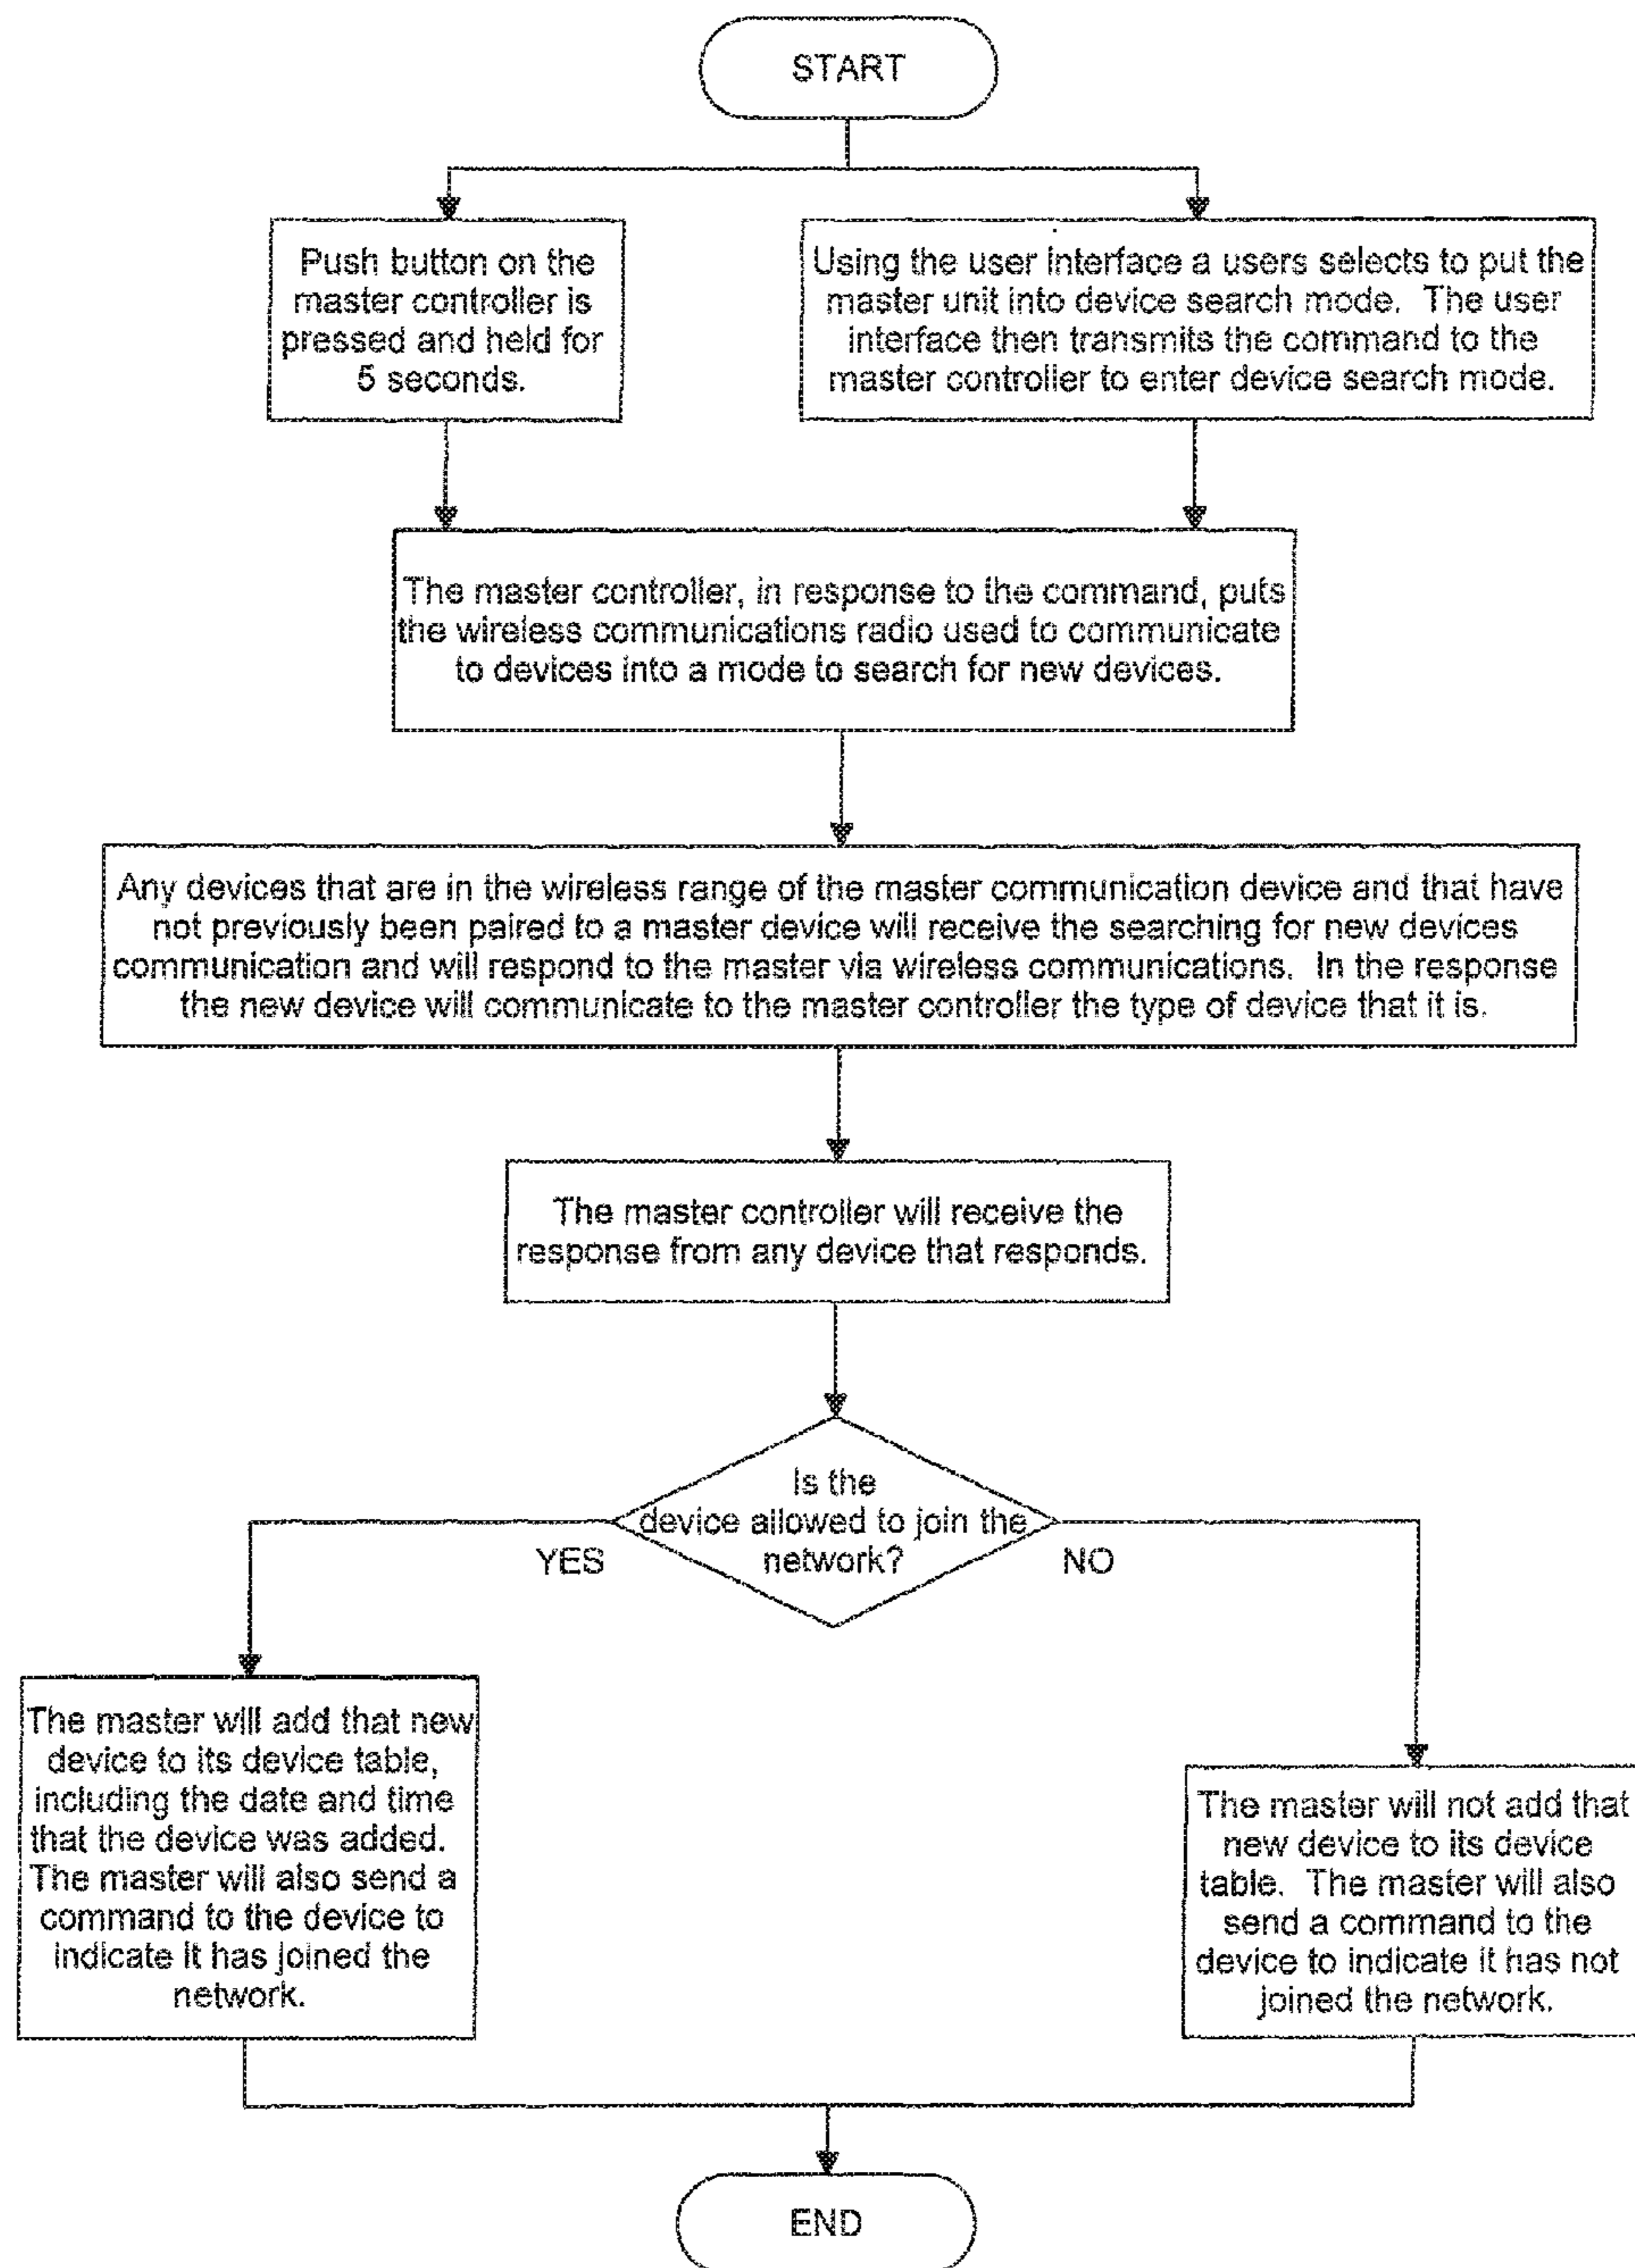 START
Push button on the
master controller is
pressed and held for
5 seconds.
Using the user interface a users selects to put the
master unit into device search mode. The user
interface then transmits the command to the
master controller to enter device search mode.
The master controller, in response to the command, puts
the wireless communications radio used to communicate
to devices into a mode to search for new devices.
Any devices that are in the wireless range of the master communication device and that have
not previously been paired to a master device will receive the searching for new devices
communication and will respond to the master via wireless communications. In the response
the new device will communicate to the master controller the type of device that it is.
The master controller will receive the
response from any device that responds.
Is the
device allowed to join the
network?
YES
NO
The master will add that new
device to its device table,
including the date and time
that the device was added.
The master will also send a
command to the device to
indicate it has joined the
network.
The master will not add that
new device to its device
table. The master will also
send a command to the
device to indicate it has not
joined the network.
END